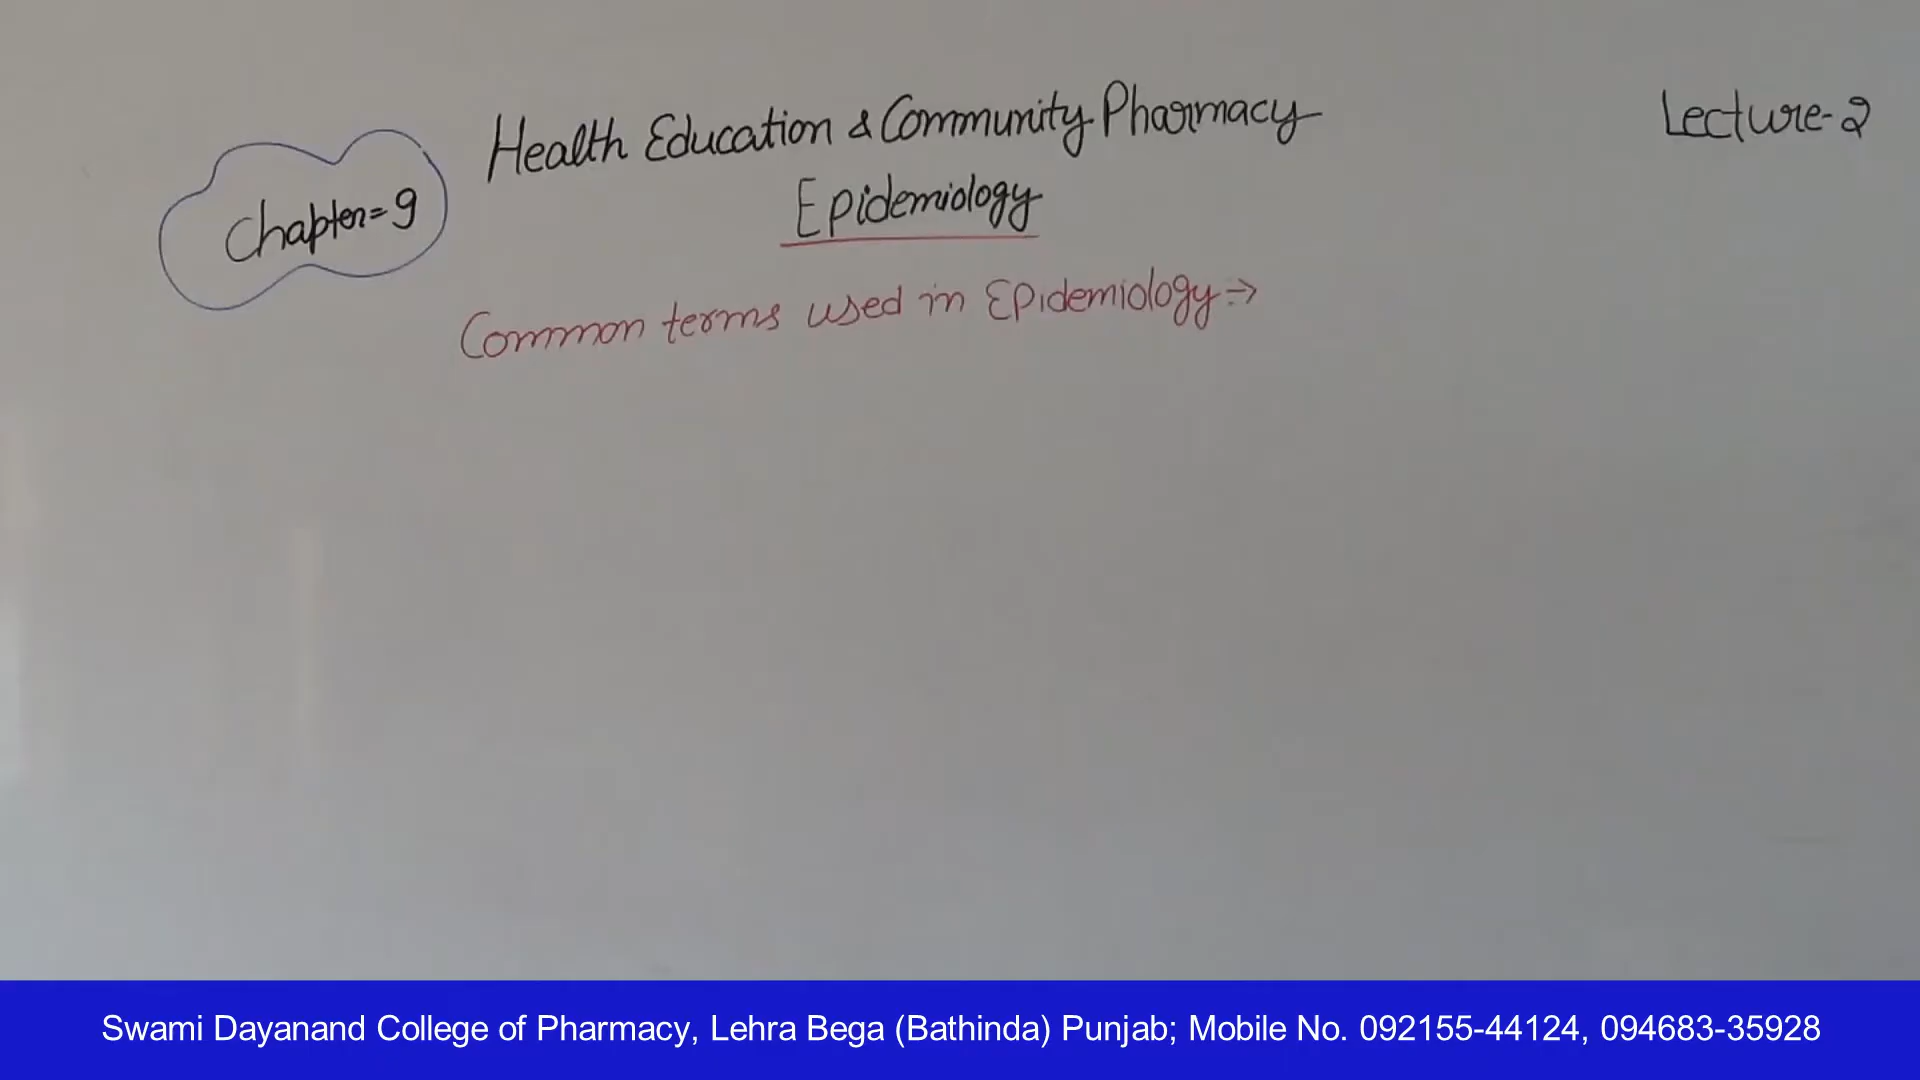 Health Education & Community Pharmacy
Lecture-2
Chapter=9
Epidemiology
Common terms used in Epidemiology:->
Swami Dayanand College of Pharmacy, Lehra Bega (Bathinda) Punjab; Mobile No. 092155-44124, 094683-35928